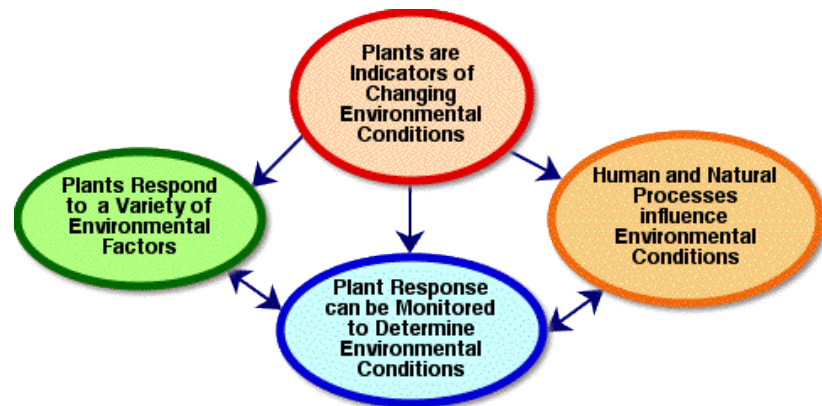 Plants are
Indicators of
Changing
Environmental
Conditions
Plants Respond
to a Variety of
Environmental
Factors
Human and Natural
Processes
influence
Environmental
Conditions
Plant Response
can be Monitored
to Determine
Environmental
Conditions